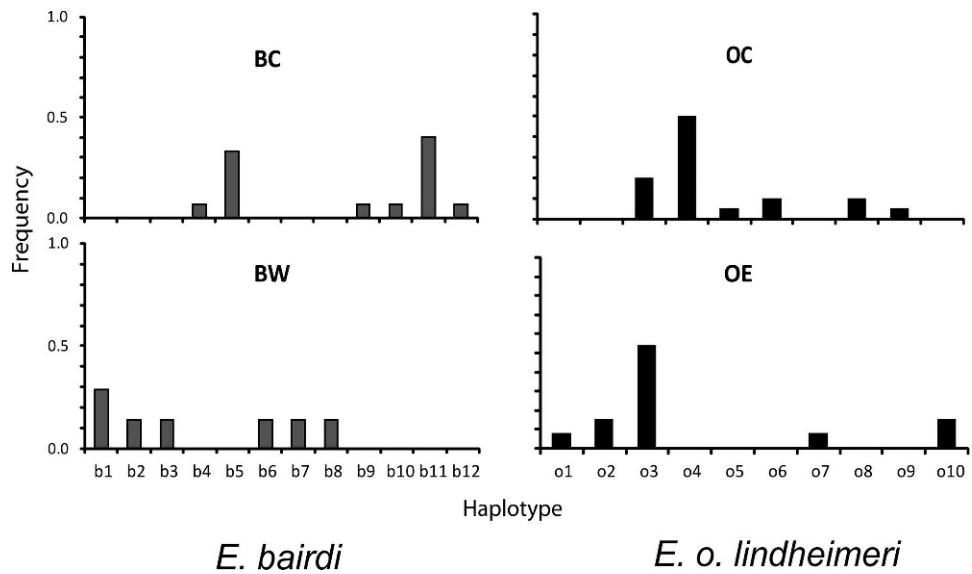 1.0
BC
OC
0.5
0.0
Frequency
1.0
BW
OE
0.5
0.0
b1 b2 b3 b4 b5 b6 b7 b8 b9 b10 b11 b12
o1 o2 o3 o4 o5 o6 o7 o8 o9 o10
Haplotype
E. bairdi
E. o. lindheimeri